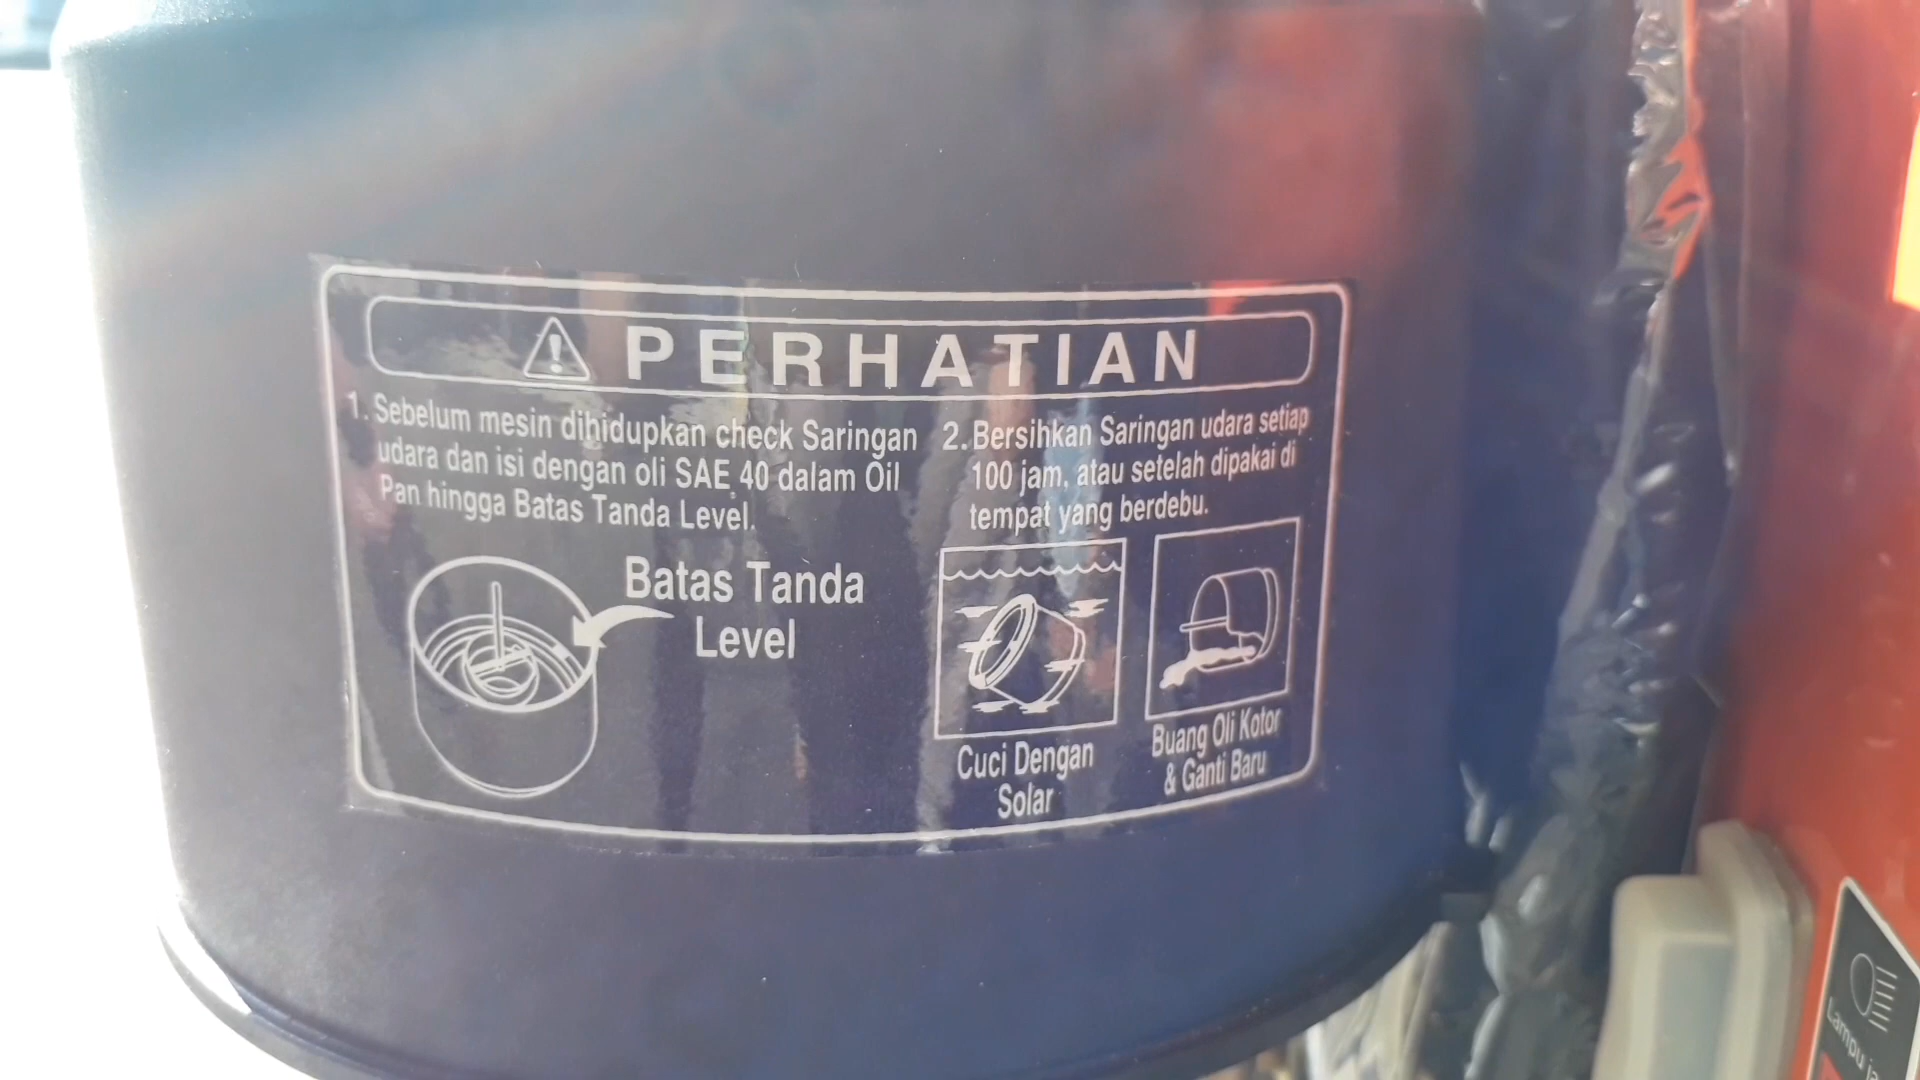 PERHATIAN
1. Sebelum mesin dihidupkan check Saringan
udara dan isi dengan oli SAE 40 dalam Oil
Pan hingga Batas Tanda Level.
Batas Tanda
Level
2. Bersihkan Saringan udara setiap
100 jam, atau setelah dipakai di
tempat yang berdebu.
Cuci Dengan
Solar
Buang Oli Kotor
& Ganti Baru
Lampu